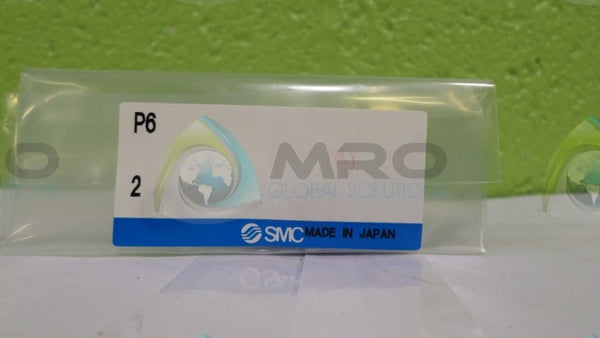 P6
2
MRO
GLOBAL SOLUTIONS
SMC MADE IN JAPAN